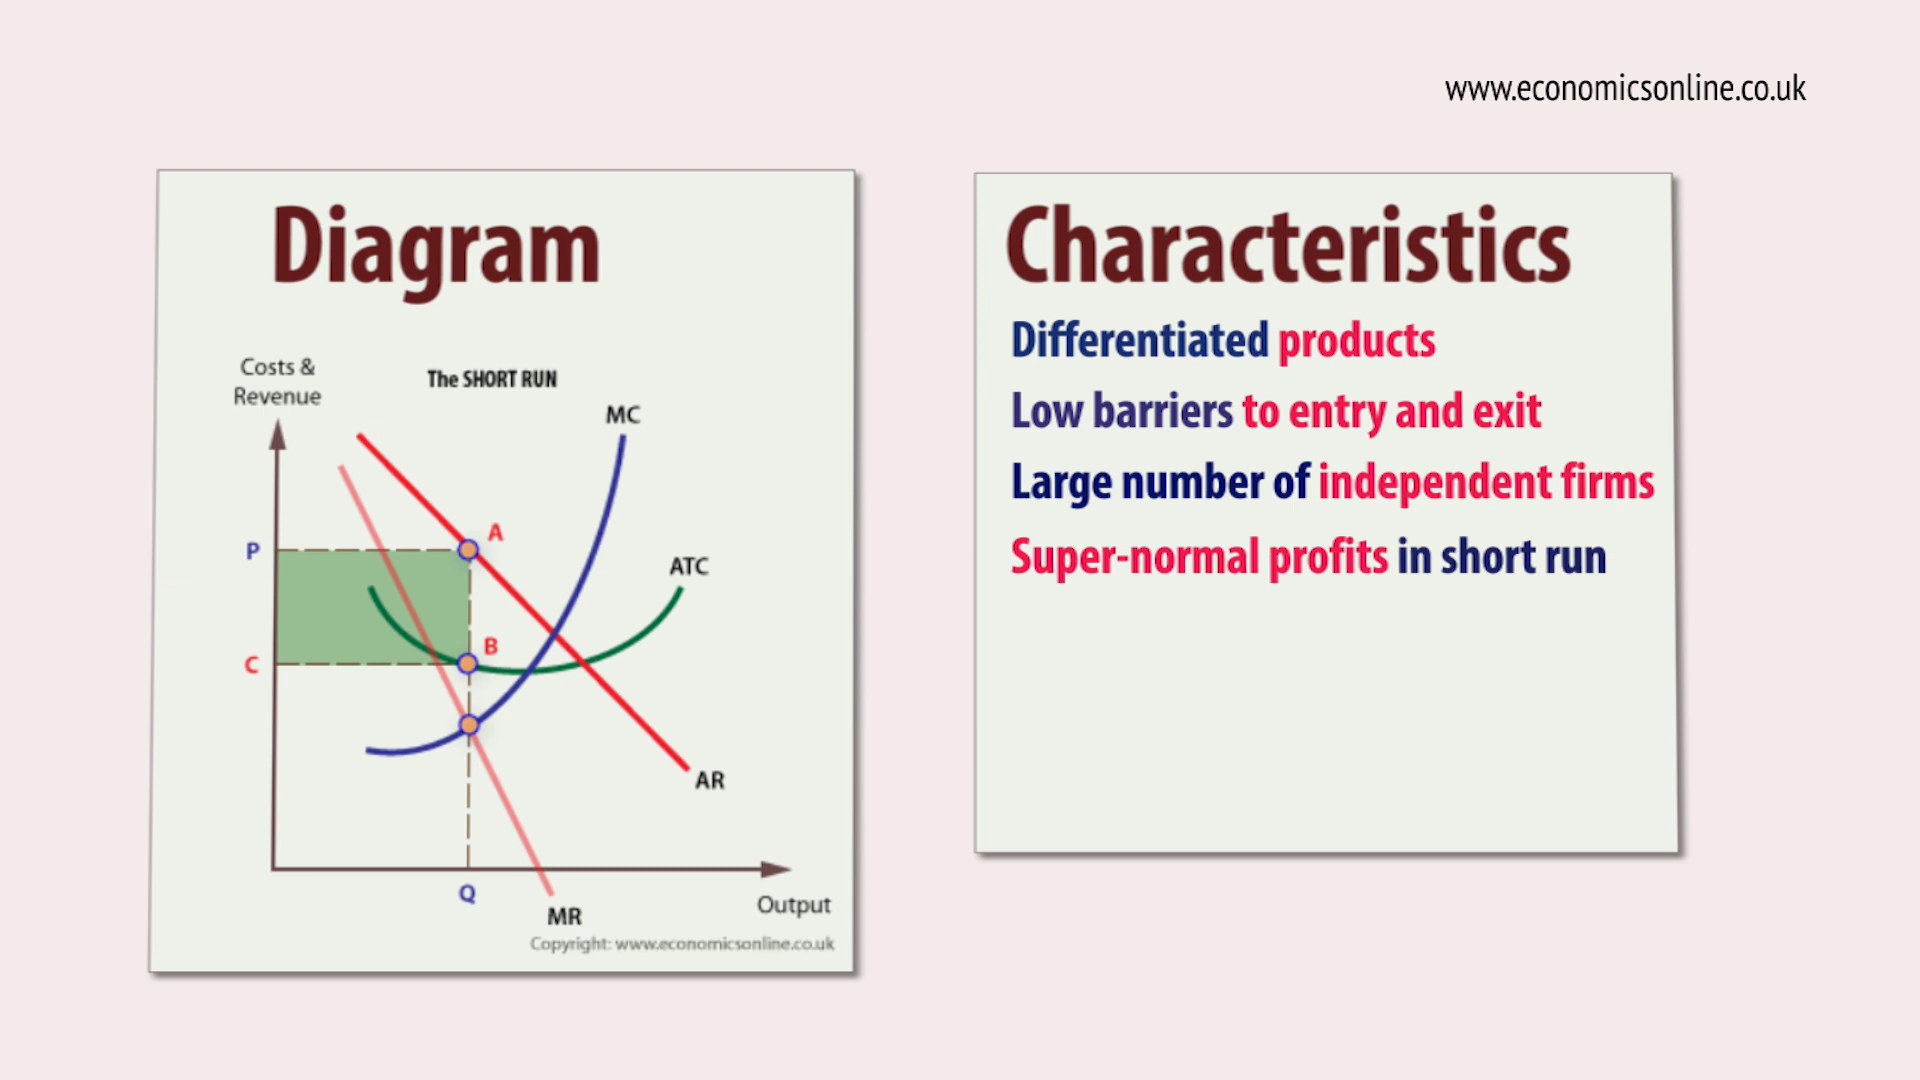 www.economicsonline.co.uk
Diagram
Costs &
Revenue
The SHORT RUN
MC
A
P
ATC
B
C
AR
Q
Output
MR
Copyright: www.economicsonline.co.uk
Characteristics
Differentiated products
Low barriers to entry and exit
Large number of independent firms
Super-normal profits in short run